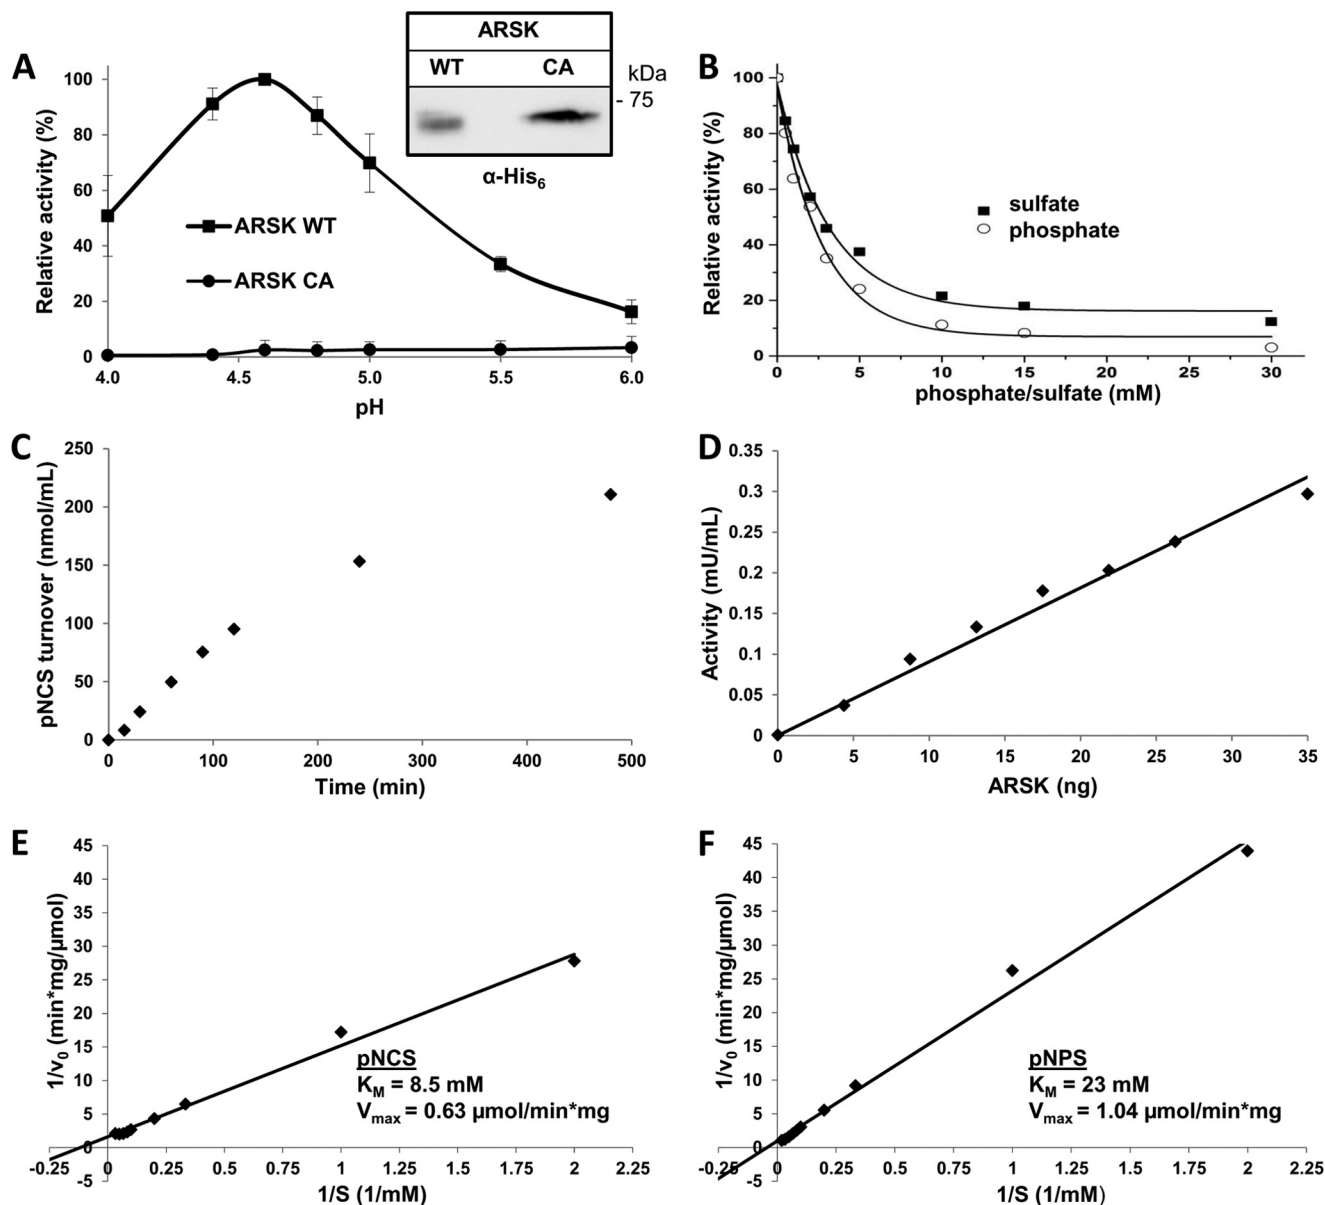 A
ARSK
WT CA
kDa
- 75
α-His6
Relative activity (%)
100
80
60
40
20
0
ARSK WT
ARSK CA
4.0 4.5 5.0 5.5 6.0
pH
B
Relative activity (%)
100
80
60
40
20
0
sulfate
phosphate
0 5 10 15 20 25 30
phosphate/sulfate (mM)
C
pNCS turnover (nmol/mL)
250
200
150
100
50
0
0 100 200 300 400 500
Time (min)
D
Activity (mU/mL)
0.35
0.3
0.25
0.2
0.15
0.1
0.05
0
0 5 10 15 20 25 30 35
ARSK (ng)
E
1/v0 (min*mg/µmol)
45
40
35
30
25
20
15
10
5
0
-5
pNCS
KM = 8.5 mM
Vmax = 0.63 µmol/min*mg
-0.25 0 0.25 0.5 0.75 1 1.25 1.5 1.75 2 2.25
1/S (1/mM)
F
1/v0 (min*mg/µmol)
45
40
35
30
25
20
15
10
5
0
-5
pNPS
KM = 23 mM
Vmax = 1.04 µmol/min*mg
-0.25 0 0.25 0.5 0.75 1 1.25 1.5 1.75 2 2.25
1/S (1/mM)